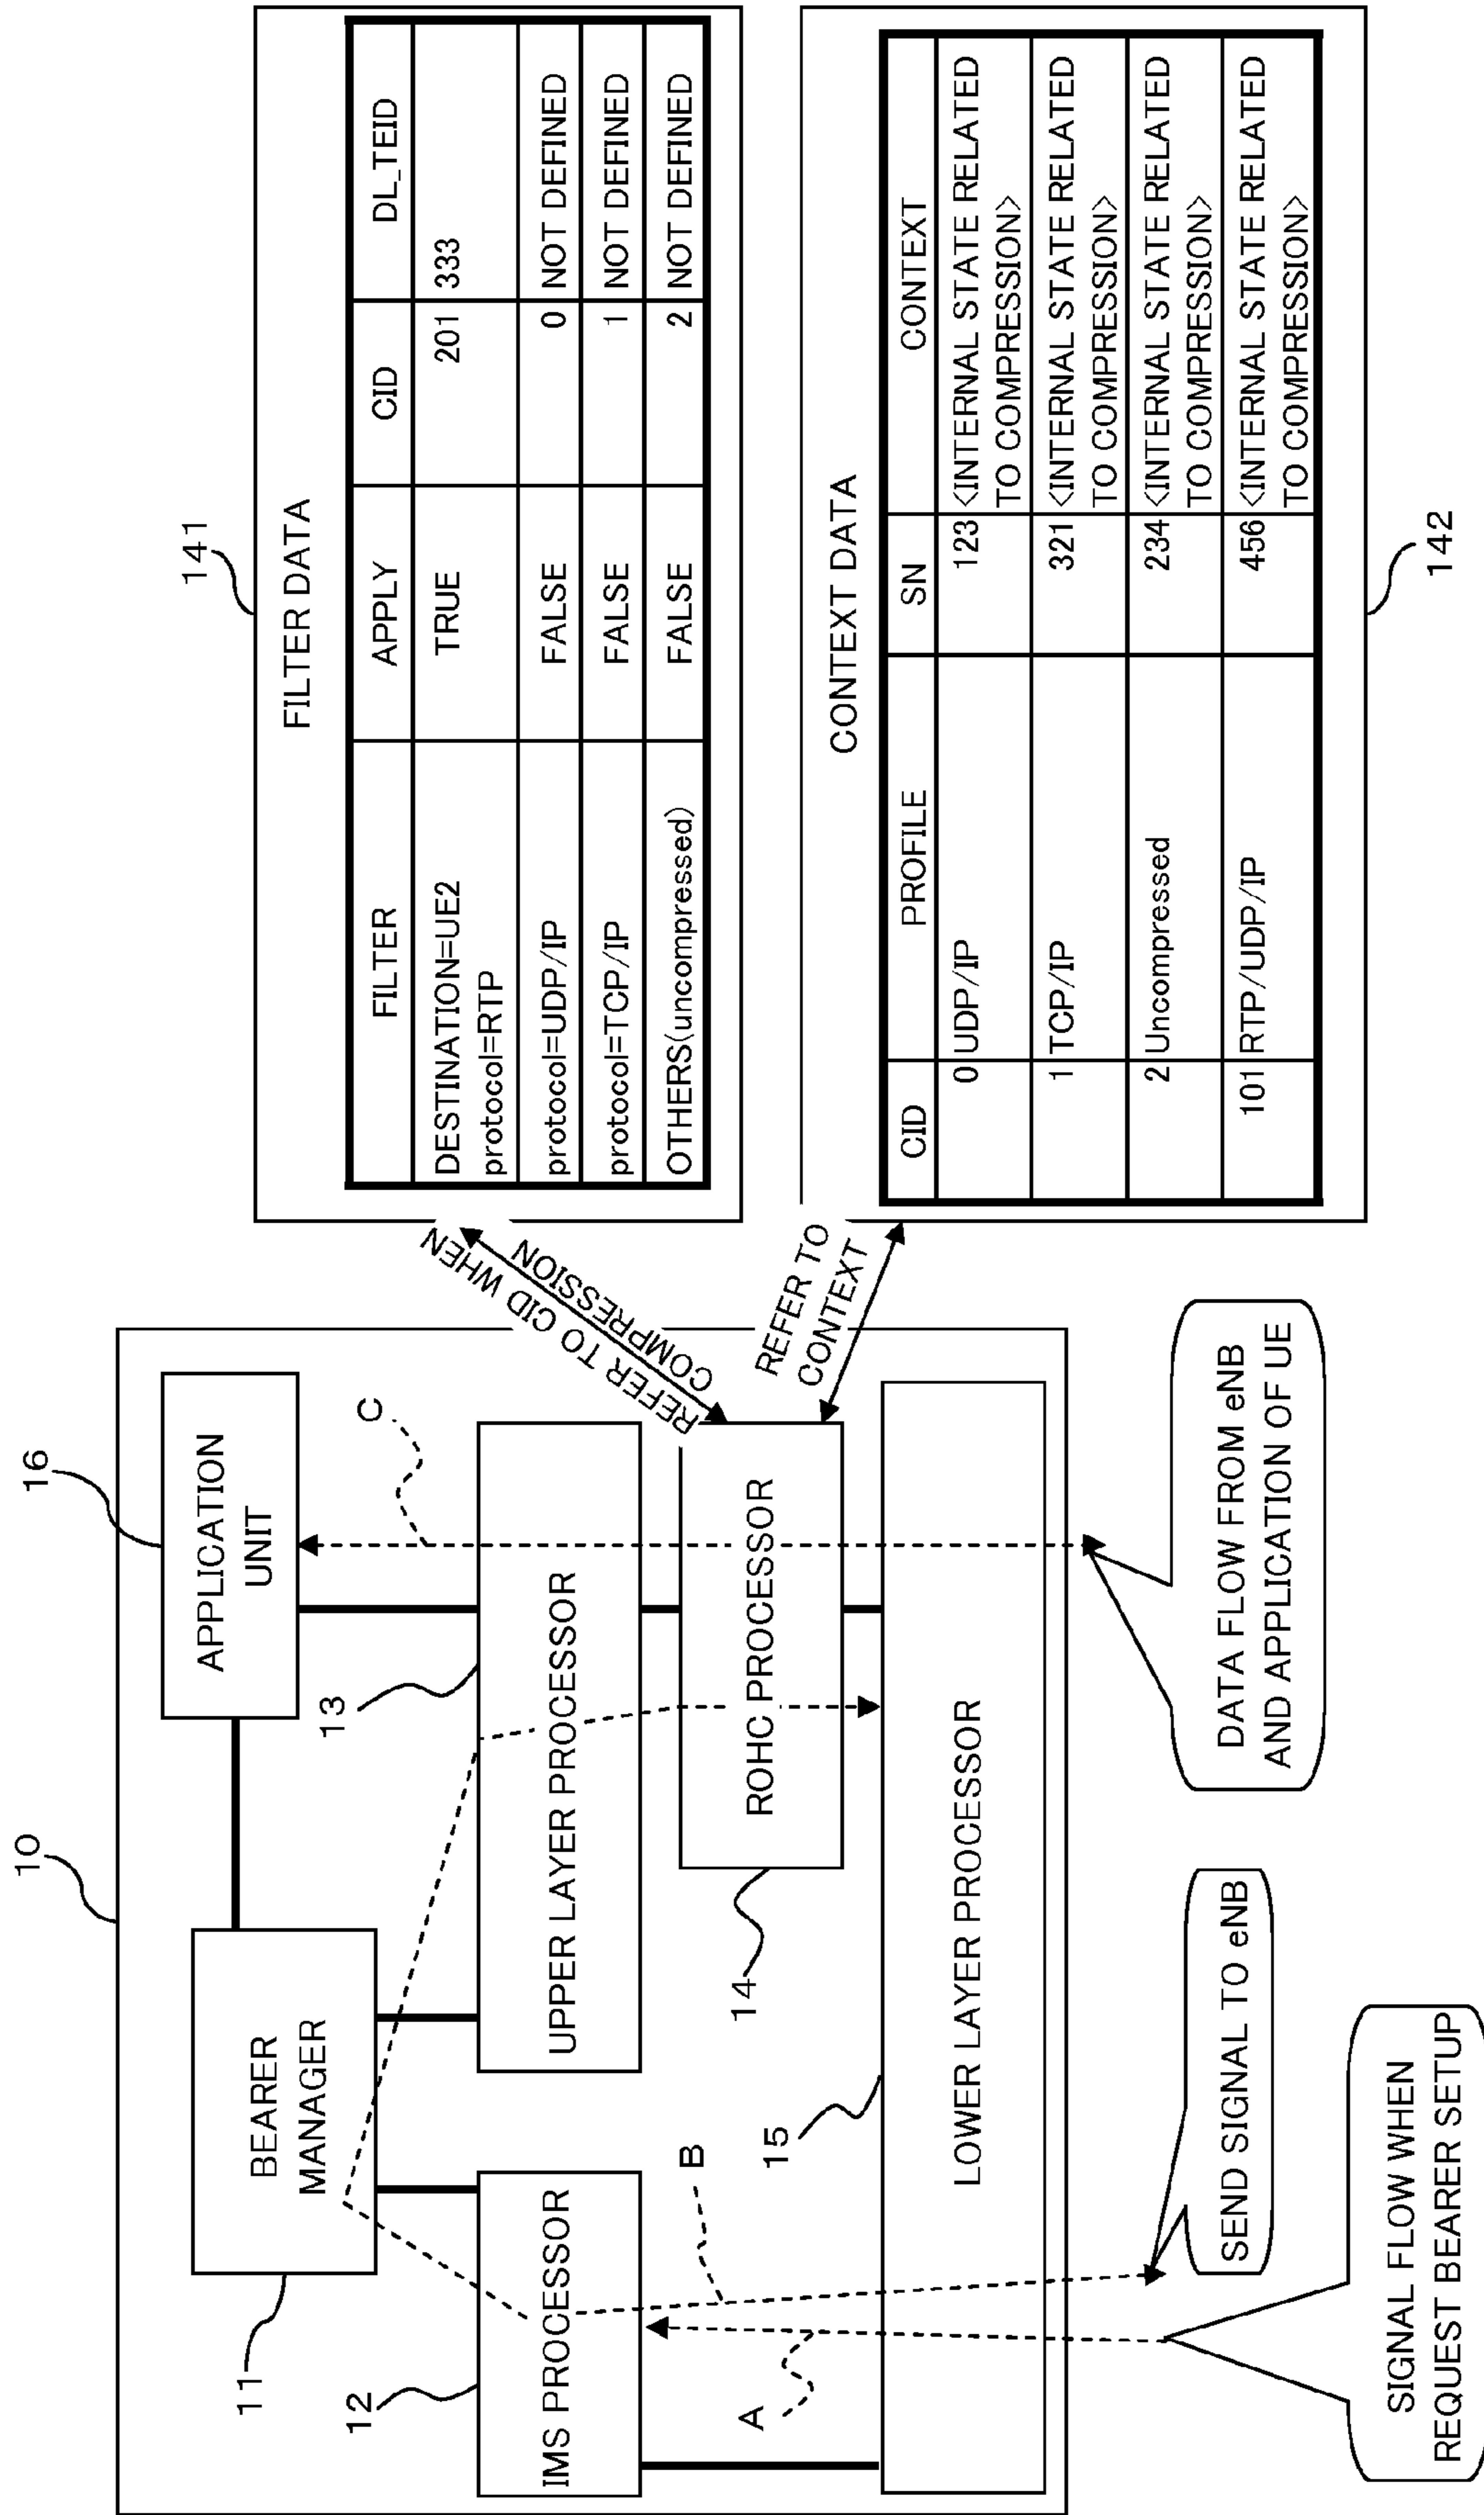 10
16
BEARER
MANAGER
11
APPLICATION
UNIT
C
12
IMS PROCESSOR
13
UPPER LAYER PROCESSOR
14
ROHC PROCESSOR
A
B
15
LOWER LAYER PROCESSOR
SEND SIGNAL TO eNB
SIGNAL FLOW WHEN
REQUEST BEARER SETUP
DATA FLOW FROM eNB
AND APPLICATION OF UE
REFER TO CID WHEN
COMPRESSION
REFER TO
CONTEXT
141
FILTER DATA
FILTER APPLY CID DL_TEID
DESTINATION=UE2 TRUE 201 333
protocol=RTP
protocol=UDP/IP FALSE 0 NOT DEFINED
protocol=TCP/IP FALSE 1 NOT DEFINED
OTHERS(uncompressed) FALSE 2 NOT DEFINED
CONTEXT DATA
CID PROFILE SN CONTEXT
0 UDP/IP 123 <INTERNAL STATE RELATED
TO COMPRESSION>
1 TCP/IP 321 <INTERNAL STATE RELATED
TO COMPRESSION>
2 Uncompressed 234 <INTERNAL STATE RELATED
TO COMPRESSION>
101 RTP/UDP/IP 456 <INTERNAL STATE RELATED
TO COMPRESSION>
142